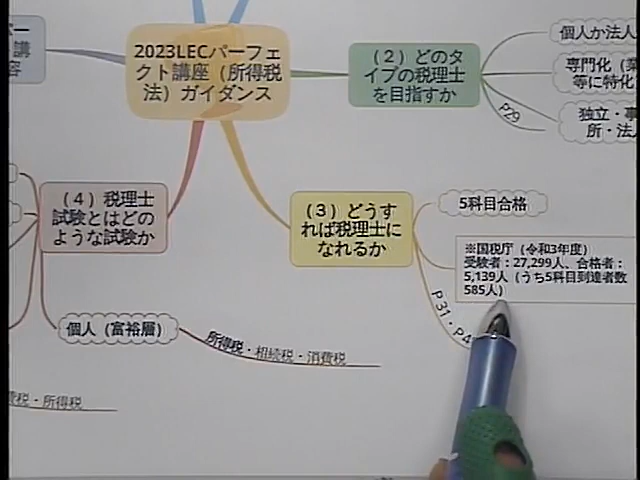 2023LECパーフェ
クト講座（所得税
法）ガイダンス
（２）どのタ
イプの税理士
を目指すか
個人か法人
専門化（業
等に特化
P29
独立・事
所・法人
（４）税理士
試験とはどの
ような試験か
（３）どうす
れば税理士に
なれるか
5科目合格
※国税庁（令和3年度）
受験者：27,299人、合格者：
5,139人（うち5科目到達者数
585人）
P31・P4
個人（富裕層）
所得税・相続税・消費税
費税・所得税
講
容